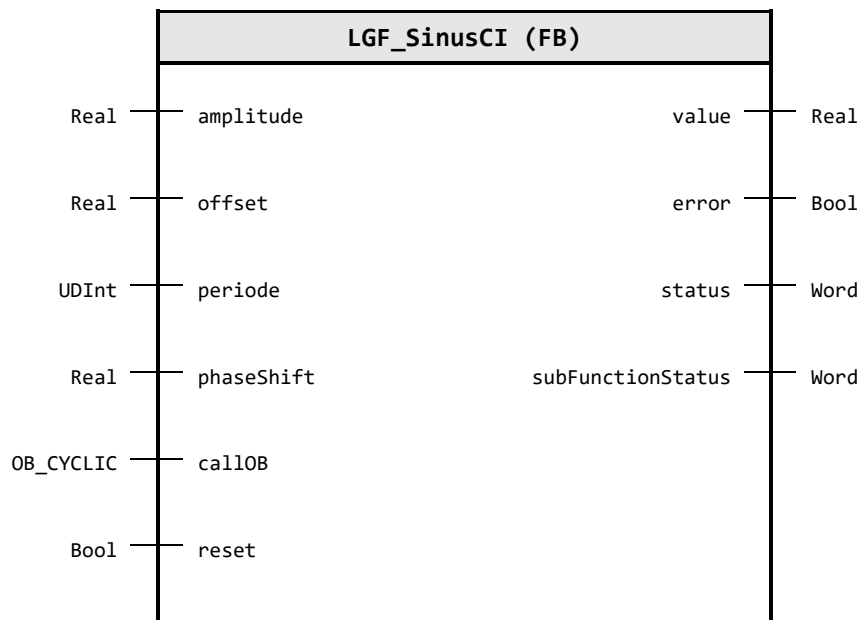 LGF_SinusCI (FB)
Real amplitude value Real
Real offset error Bool
UDInt periode status Word
Real phaseShift subFunctionStatus Word
OB_CYCLIC callOB
Bool reset